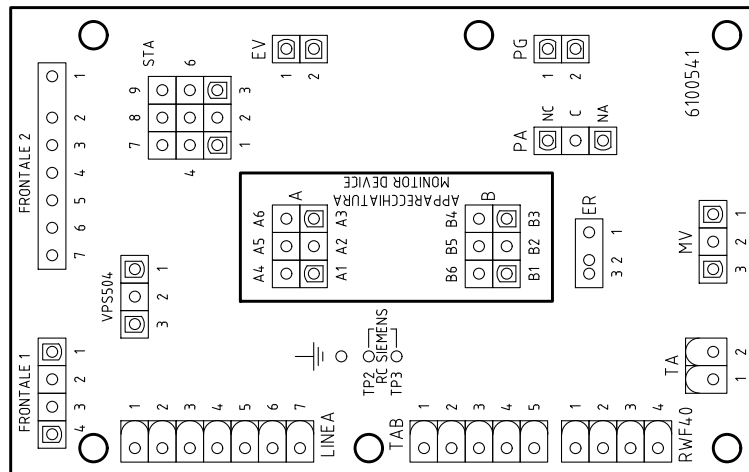 FRONTALE 2
1
2
3
4
5
6
7
STA
9
8
7
6
4
3
2
1
EV
1
2
PG
1
2
PA
NC
C
NA
6100541
VPS504
1
2
3
APPARECCHIATURA
MONITOR DEVICE
A
A6
A5
A4
A3
A2
A1
B
B4
B5
B6
B3
B2
B1
ER
3
2
1
MV
3
2
1
FRONTALE 1
1
2
3
4
TP2
RC SIEMENS
TP3
LINEA
1
2
3
4
5
6
7
TAB
1
2
3
4
5
RWF40
1
2
3
4
TA
1
2